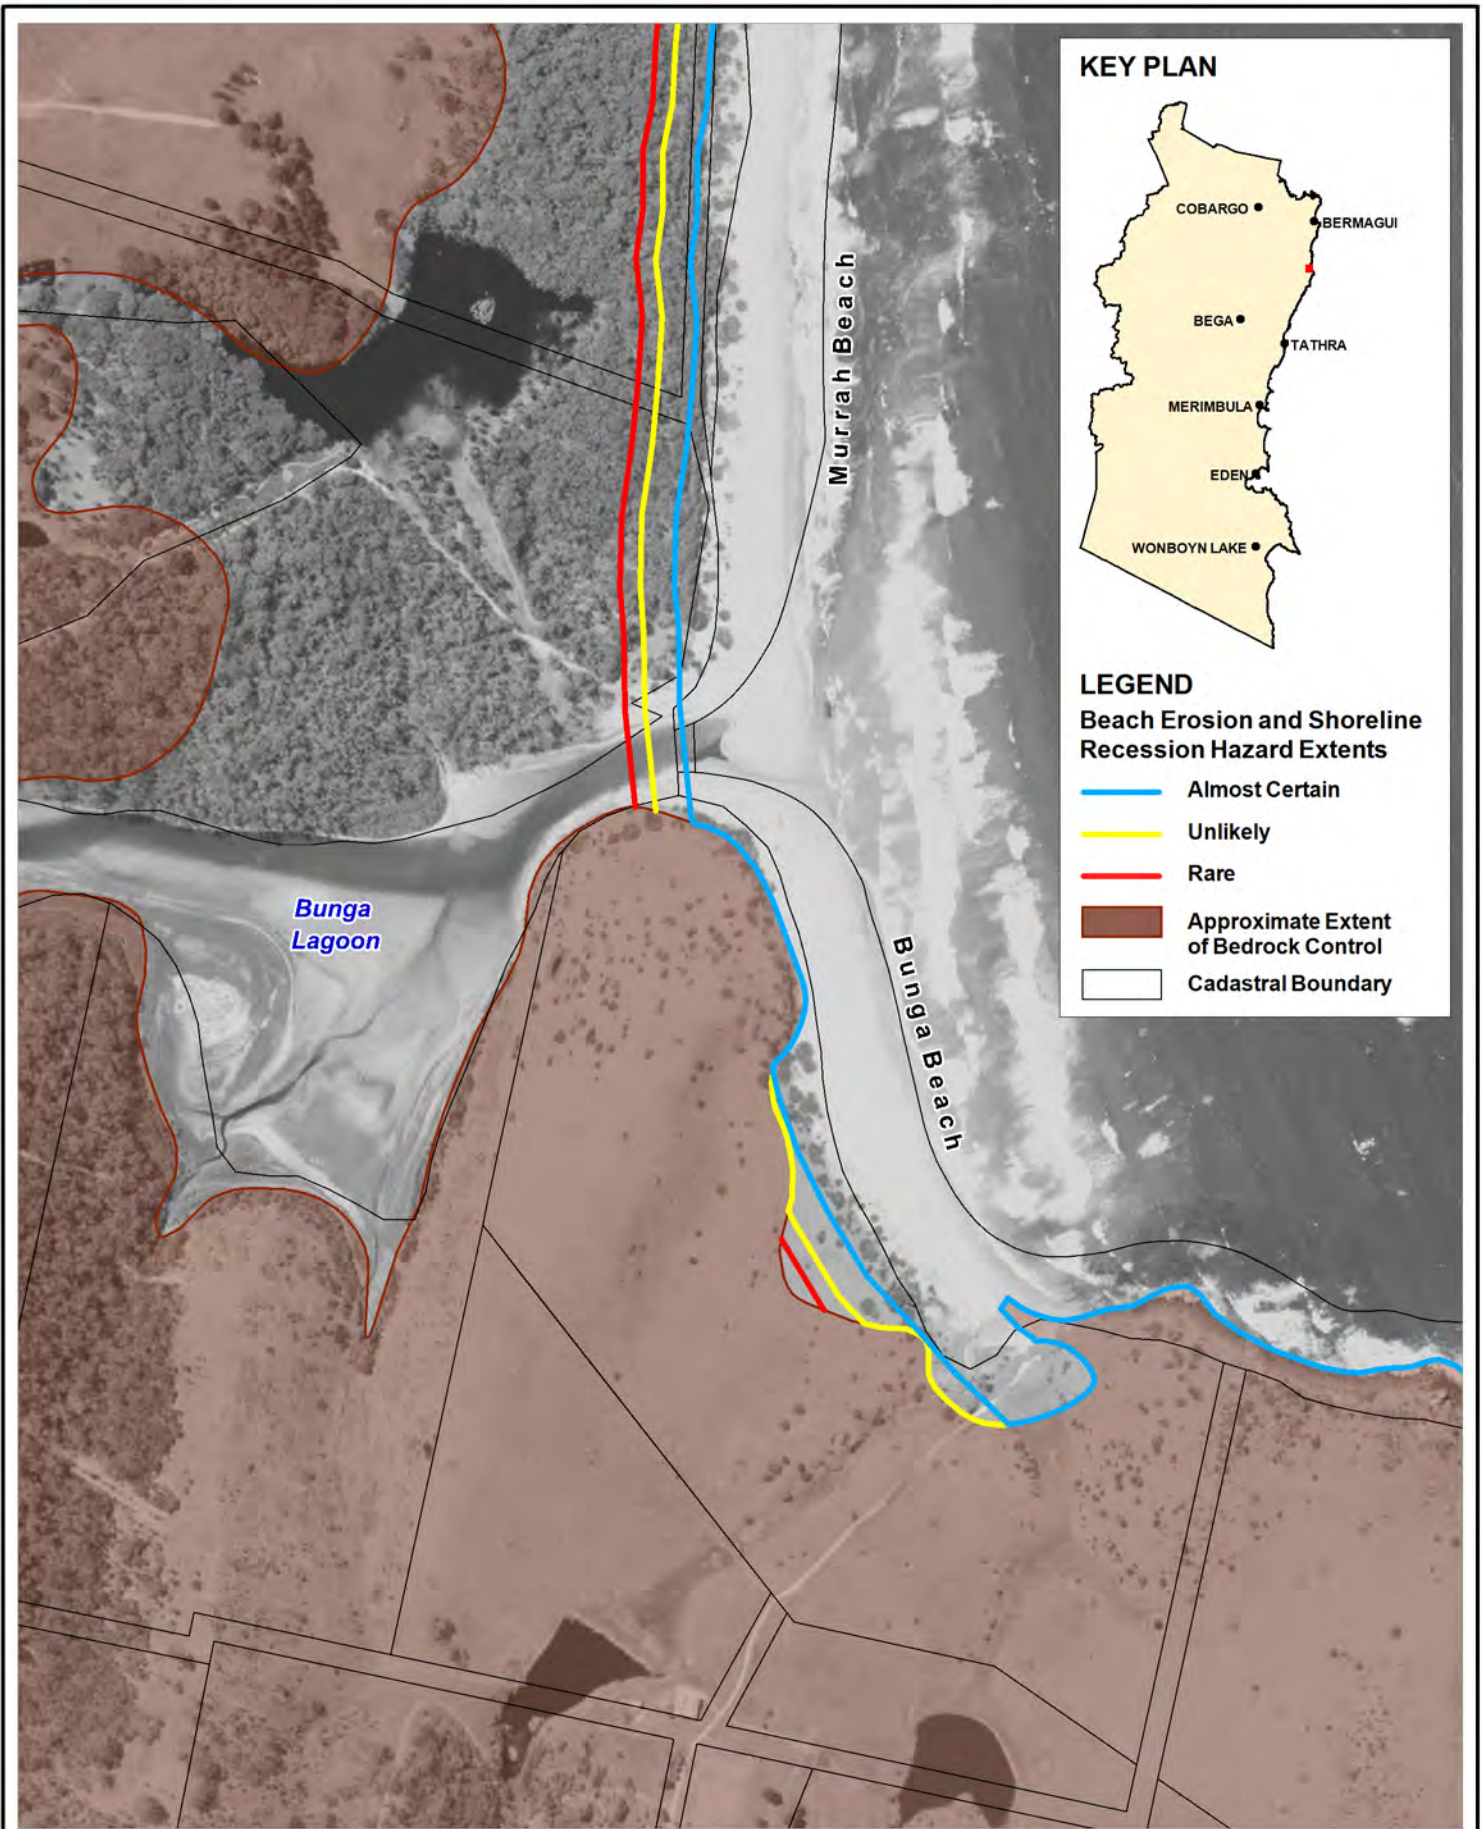 KEY PLAN
COBARGO
BERMAGUI
BEGA
TATHRA
MERIMBULA
EDEN
WONBOYN LAKE
LEGEND
Beach Erosion and Shoreline
Recession Hazard Extents
Almost Certain
Unlikely
Rare
Approximate Extent
of Bedrock Control
Cadastral Boundary
Murrah Beach
Bunga
Lagoon
Bunga Beach